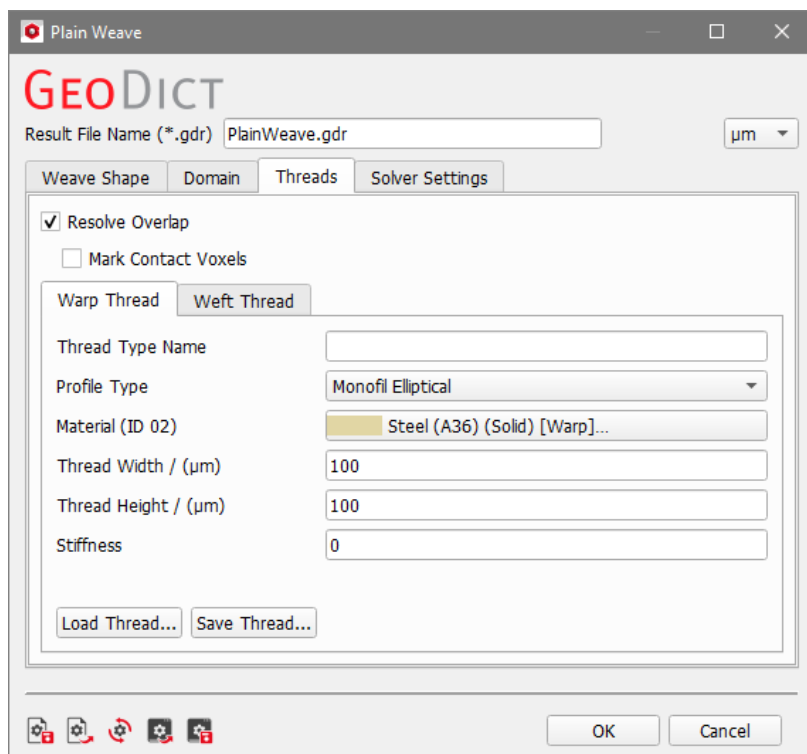 Plain Weave
GEODICT
Result File Name (*.gdr) PlainWeave.gdr µm
Weave Shape Domain Threads Solver Settings
Resolve Overlap
Mark Contact Voxels
Warp Thread Weft Thread
Thread Type Name
Profile Type Monofil Elliptical
Material (ID 02) Steel (A36) (Solid) [Warp]...
Thread Width / (µm) 100
Thread Height / (µm) 100
Stiffness 0
Load Thread... Save Thread...
OK Cancel